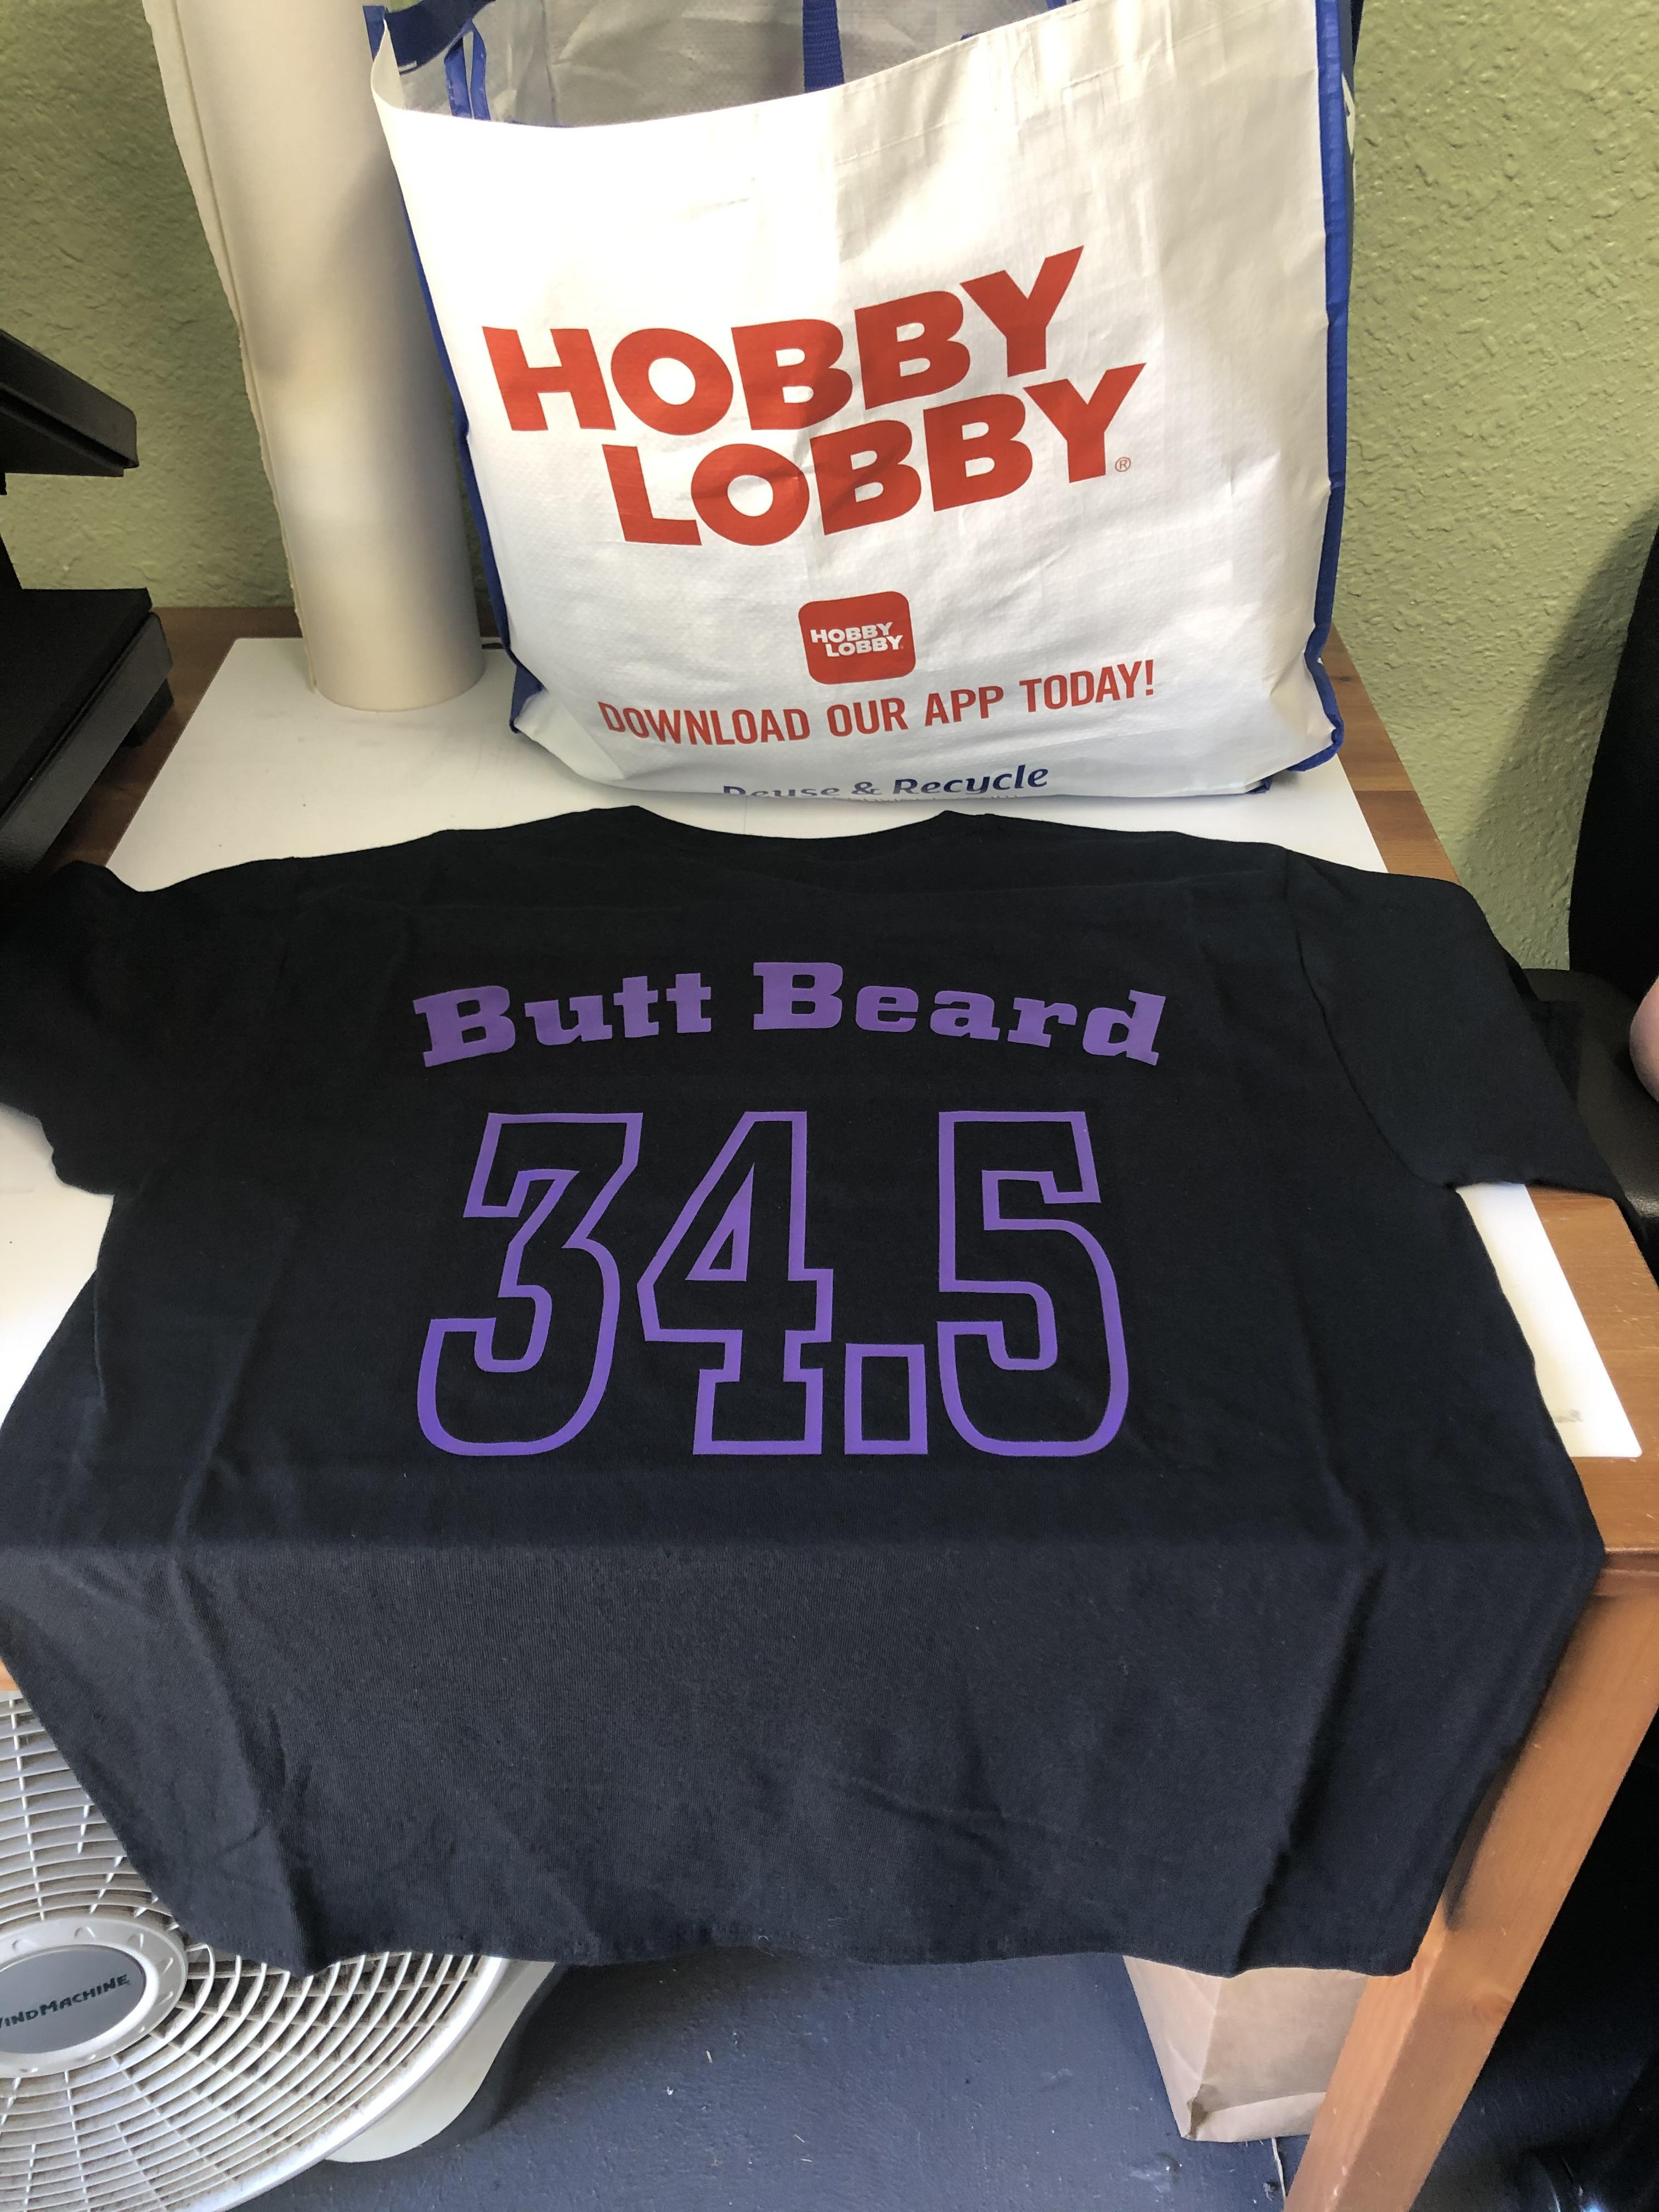 HOBBY
LOBBY®
HOBBY
LOBBY
DOWNLOAD OUR APP TODAY!
Reuse & Recycle
Butt Beard
34.5
WINDMACHINE